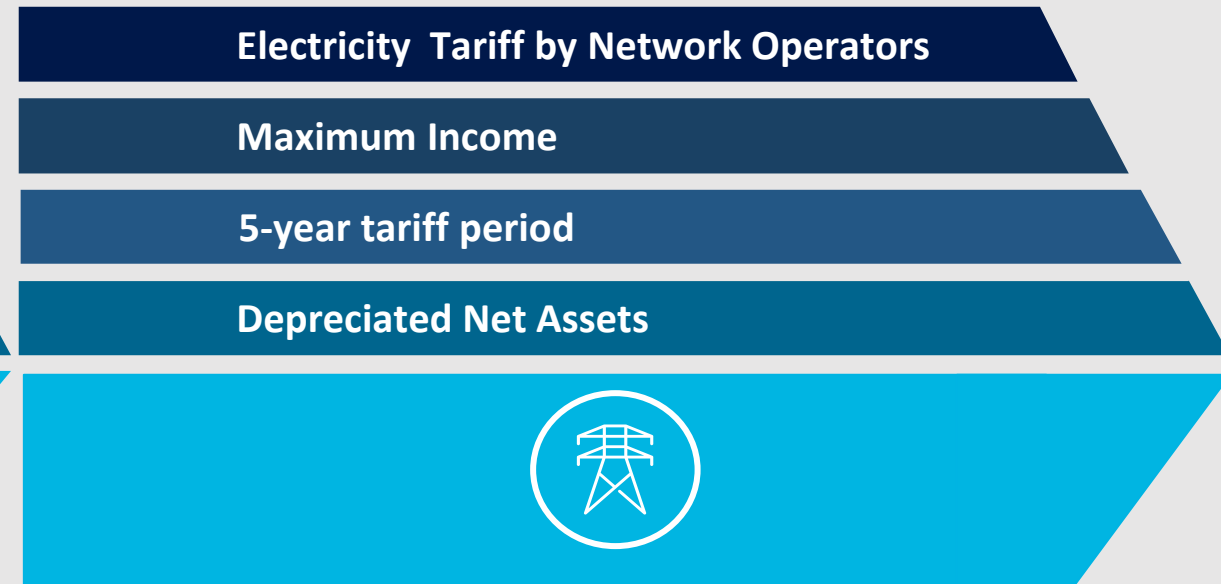 Electricity  Tariff by Network Operators
Maximum Income
5-year tariff period
Depreciated Net Assets